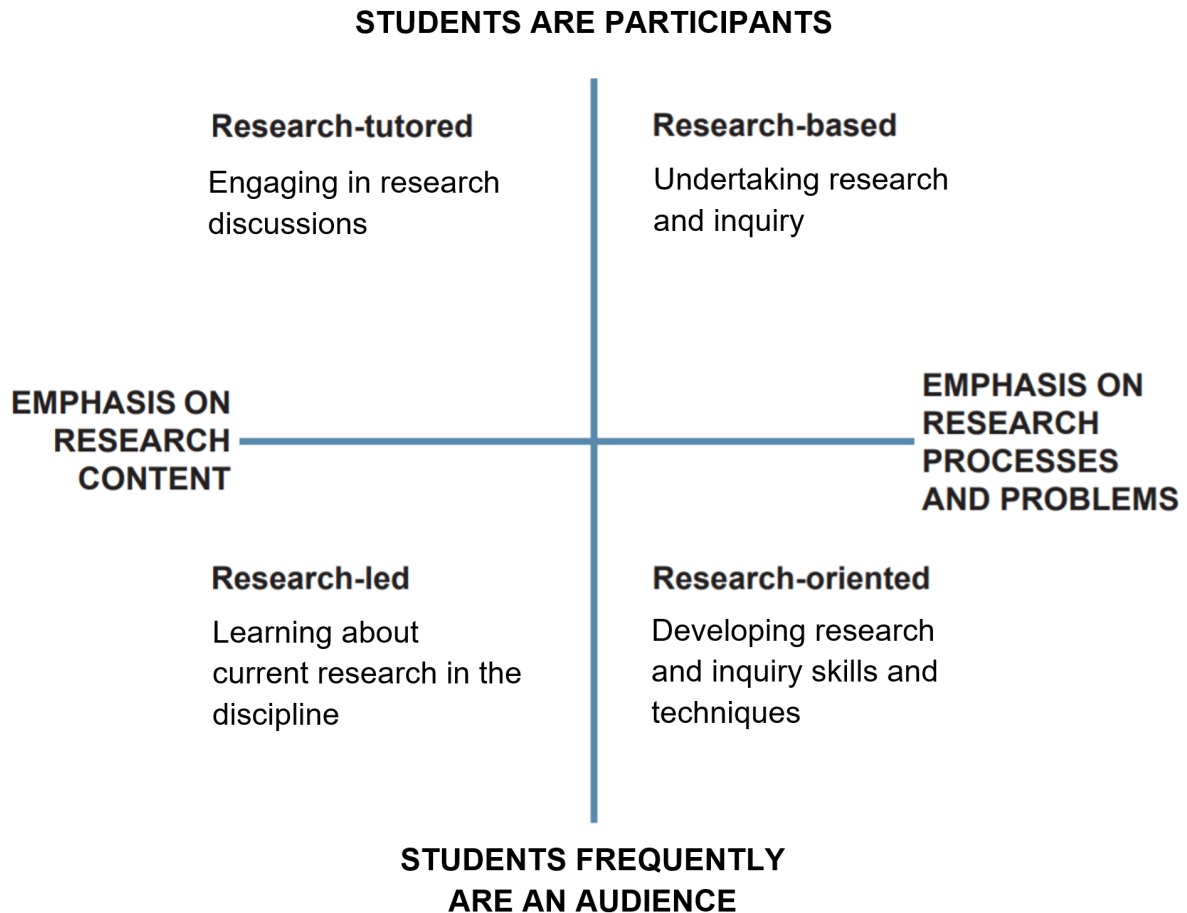 STUDENTS ARE PARTICIPANTS
Research-tutored
Engaging in research
discussions
Research-based
Undertaking research
and inquiry
EMPHASIS ON
RESEARCH
CONTENT
EMPHASIS ON
RESEARCH
PROCESSES
AND PROBLEMS
Research-led
Learning about
current research in the
discipline
Research-oriented
Developing research
and inquiry skills and
techniques
STUDENTS FREQUENTLY
ARE AN AUDIENCE